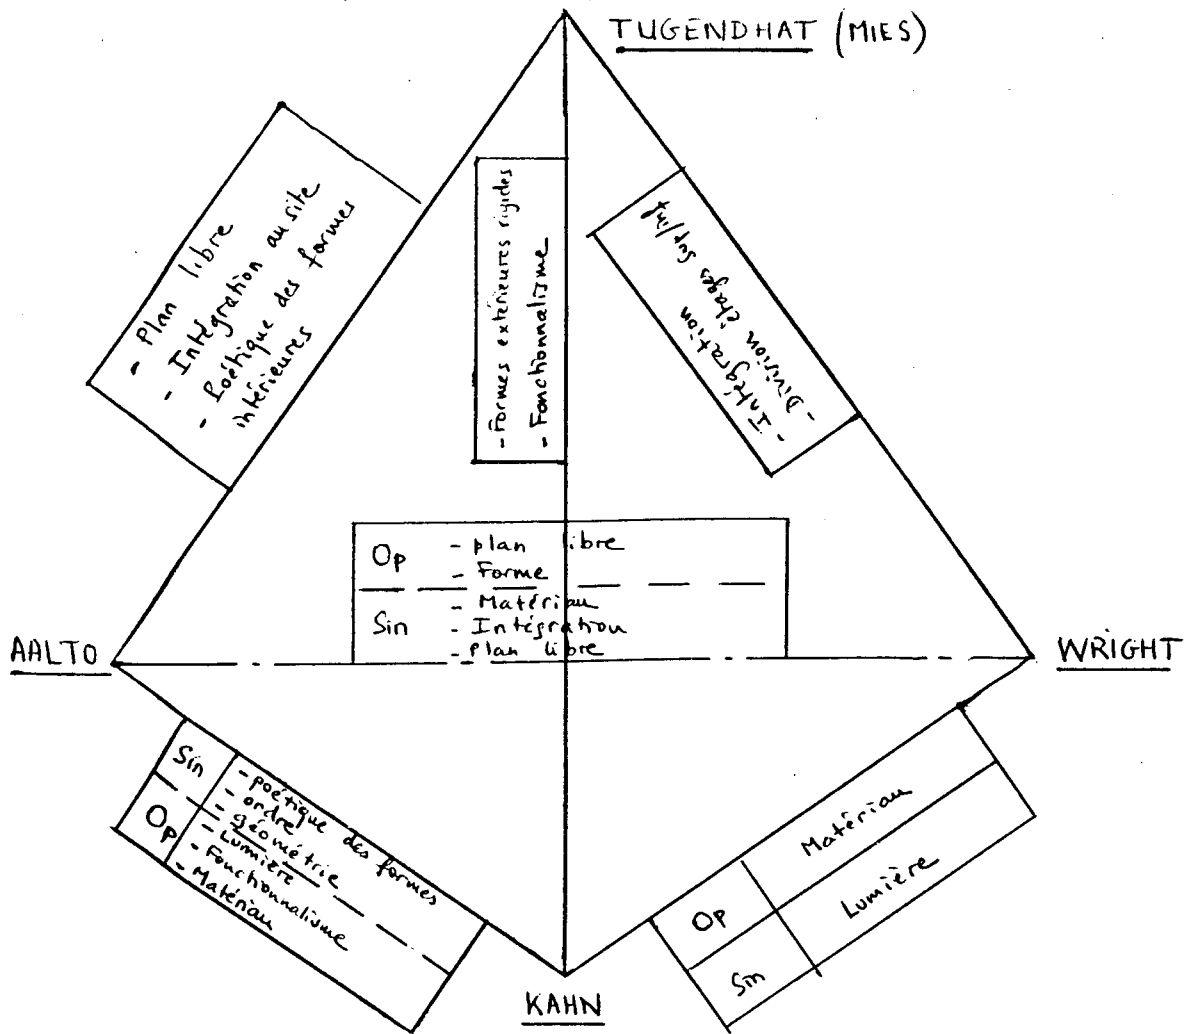 TUGENDHAT (MIES)
- Plan libre
- Intégration au site
- Poétique des formes
intérieures
- Formes extérieures rigides
- Fonctionnalisme
- Intégration
- Division étages sup/inf
Op
- plan libre
- Forme
Sin
- Matériau
- Intégration
- Plan libre
AALTO
WRIGHT
Sin
- poétique des formes
- ordre
- géométrie
- Lumière
Op
- Fonctionnalisme
- Matériau
Op
Matériau
Sin
Lumière
KAHN